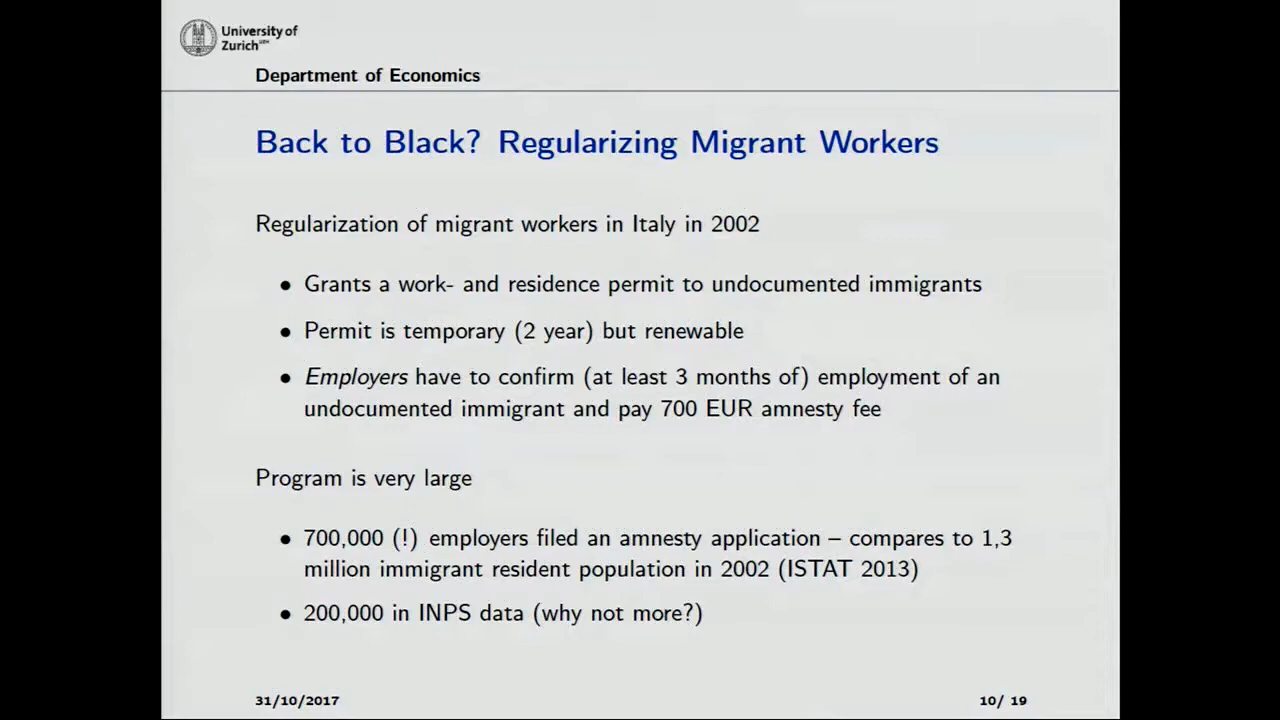 University of
Zurich UZH
Department of Economics
Back to Black? Regularizing Migrant Workers
Regularization of migrant workers in Italy in 2002
• Grants a work- and residence permit to undocumented immigrants
• Permit is temporary (2 year) but renewable
• Employers have to confirm (at least 3 months of) employment of an
undocumented immigrant and pay 700 EUR amnesty fee
Program is very large
• 700,000 (!) employers filed an amnesty application – compares to 1,3
million immigrant resident population in 2002 (ISTAT 2013)
• 200,000 in INPS data (why not more?)
31/10/2017
10/ 19